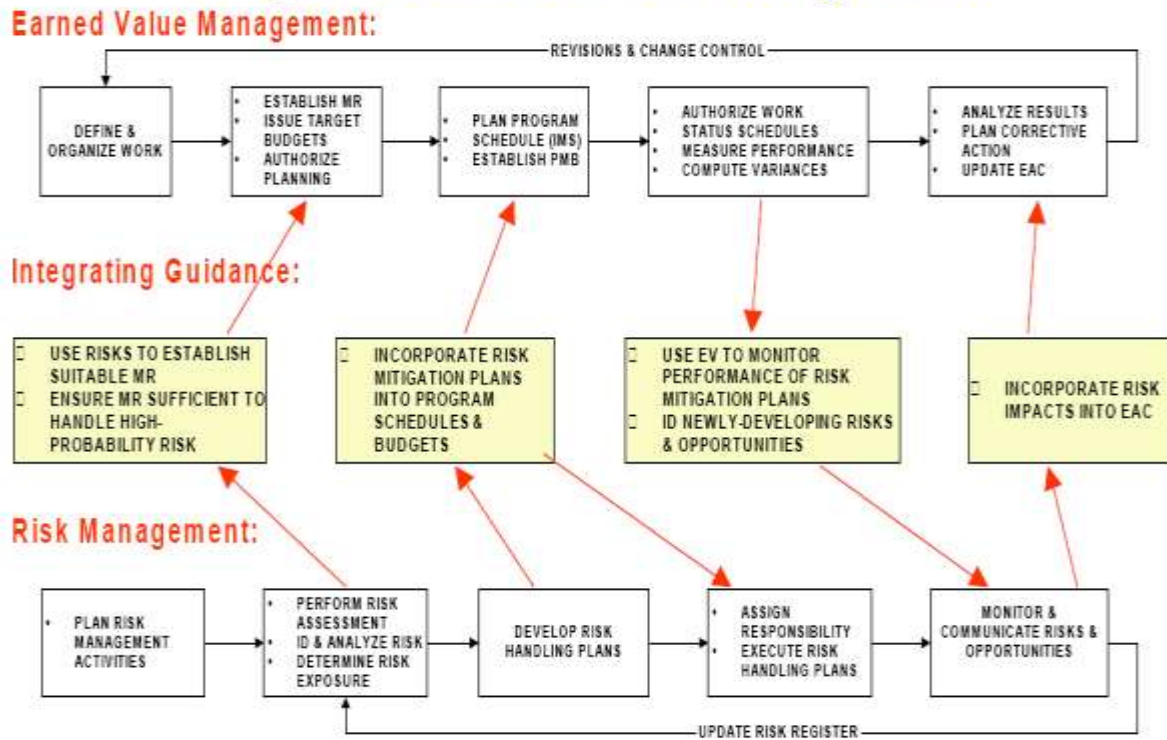 Earned Value Management:
REVISIONS & CHANGE CONTROL
DEFINE &
ORGANIZE WORK
• ESTABLISH MR
• ISSUE TARGET
BUDGETS
• AUTHORIZE
PLANNING
• PLAN PROGRAM
• SCHEDULE (IMS)
• ESTABLISH PMB
• AUTHORIZE WORK
• STATUS SCHEDULES
• MEASURE PERFORMANCE
• COMPUTE VARIANCES
• ANALYZE RESULTS
• PLAN CORRECTIVE
ACTION
• UPDATE EAC
Integrating Guidance:
USE RISKS TO ESTABLISH
SUITABLE MR
ENSURE MR SUFFICIENT TO
HANDLE HIGH-
PROBABILITY RISK
INCORPORATE RISK
MITIGATION PLANS
INTO PROGRAM
SCHEDULES &
BUDGETS
USE EV TO MONITOR
PERFORMANCE OF RISK
MITIGATION PLANS
ID NEWLY-DEVELOPING RISKS
& OPPORTUNITIES
INCORPORATE RISK
IMPACTS INTO EAC
Risk Management:
• PLAN RISK
MANAGEMENT
ACTIVITIES
• PERFORM RISK
ASSESSMENT
• ID & ANALYZE RISK
• DETERMINE RISK
EXPOSURE
DEVELOP RISK
HANDLING PLANS
• ASSIGN
RESPONSIBILITY
• EXECUTE RISK
HANDLING PLANS
MONITOR &
COMMUNICATE RISKS &
OPPORTUNITIES
UPDATE RISK REGISTER